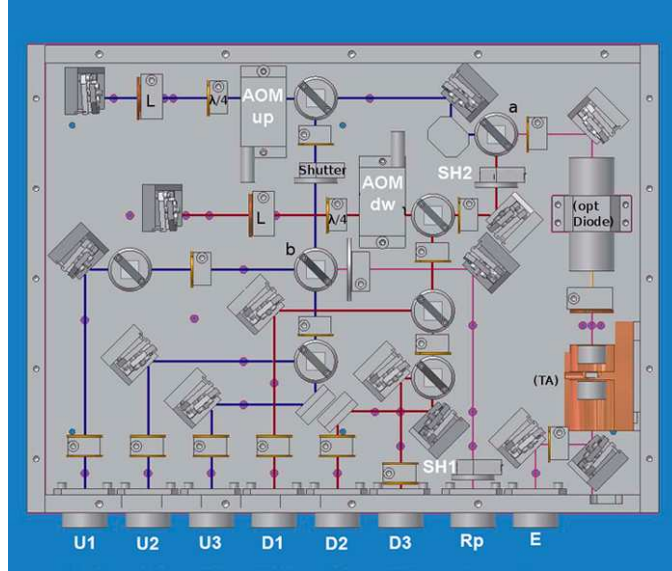 L
λ/4
AOM
up
a
Shutter
AOM
dw
SH2
L
λ/4
(opt
Diode)
b
(TA)
SH1
U1 U2 U3 D1 D2 D3 Rp E